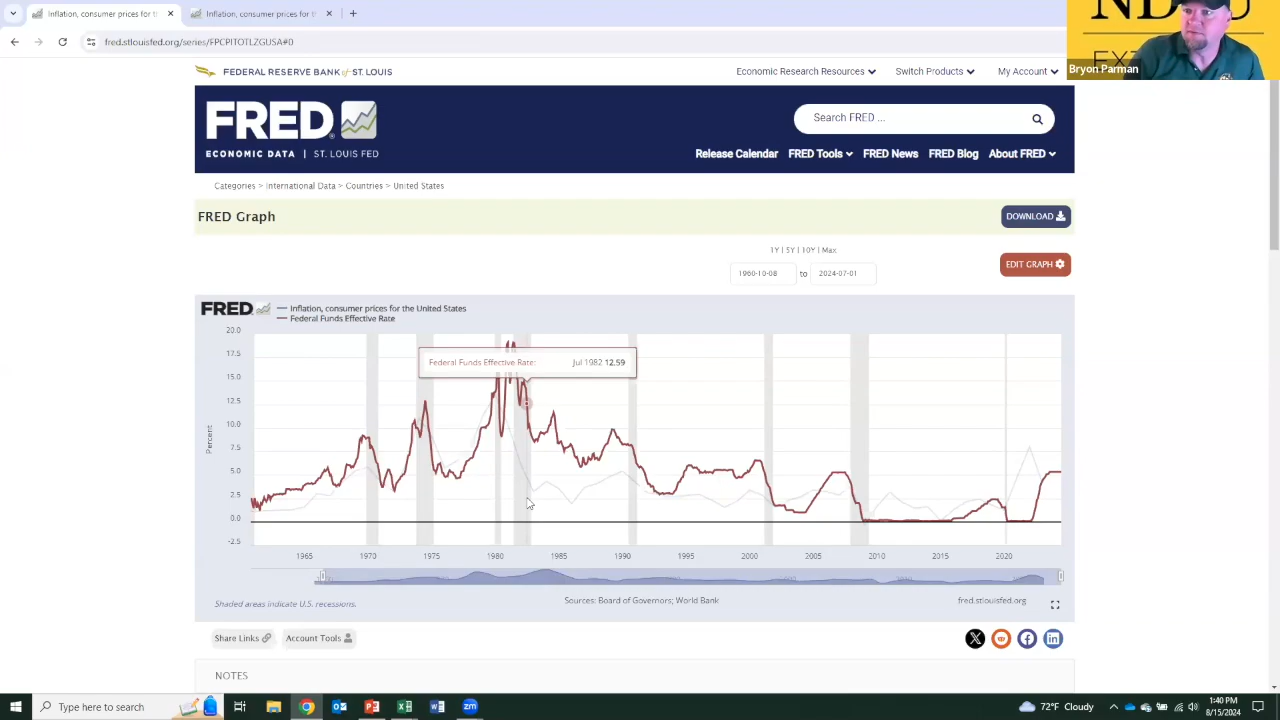 Inflation, consumer prices for t
Inflation, consumer prices for t
fred.stlouisfed.org/series/FPCPITOTLZGUSA#0
Bryon Parman
FEDERAL RESERVE BANK of ST. LOUIS
Economic Research Resources
Switch Products
My Account
FRED
ECONOMIC DATA | ST. LOUIS FED
Search FRED ...
Release Calendar
FRED Tools
FRED News
FRED Blog
About FRED
Categories > International Data > Countries > United States
FRED Graph
DOWNLOAD
1Y | 5Y | 10Y | Max
1960-10-08 to 2024-07-01
EDIT GRAPH
FRED
Inflation, consumer prices for the United States
Federal Funds Effective Rate
20.0
17.5
15.0
12.5
10.0
7.5
5.0
2.5
0.0
-2.5
Percent
Federal Funds Effective Rate: Jul 1982 12.59
1965 1970 1975 1980 1985 1990 1995 2000 2005 2010 2015 2020
Shaded areas indicate U.S. recessions.
Sources: Board of Governors; World Bank
fred.stlouisfed.org
Share Links
Account Tools
NOTES
Type here to search
72°F Cloudy
1:40 PM
8/15/2024